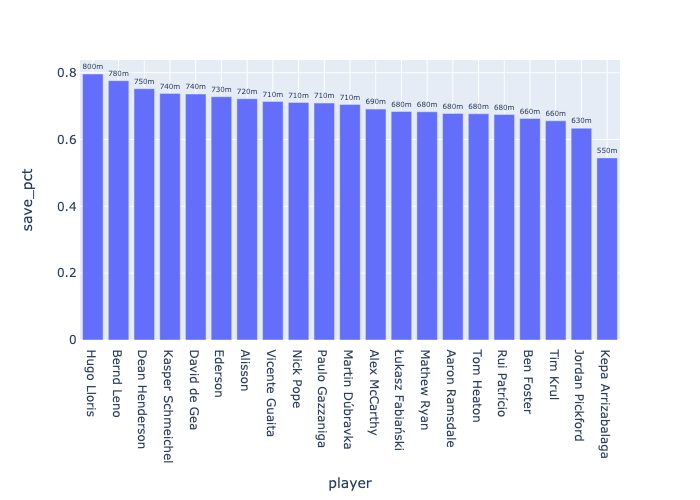 800m
780m
750m
740m
740m
730m
720m
710m
710m
710m
710m
690m
680m
680m
680m
680m
680m
660m
660m
630m
550m
0.8
0.6
0.4
0.2
0
save_pct
Hugo Lloris
Bernd Leno
Dean Henderson
Kasper Schmeichel
David de Gea
Ederson
Alisson
Vicente Guaita
Nick Pope
Paulo Gazzaniga
Martin Dúbravka
Alex McCarthy
Łukasz Fabiański
Mathew Ryan
Aaron Ramsdale
Tom Heaton
Rui Patrício
Ben Foster
Tim Krul
Jordan Pickford
Kepa Arrizabalaga
player